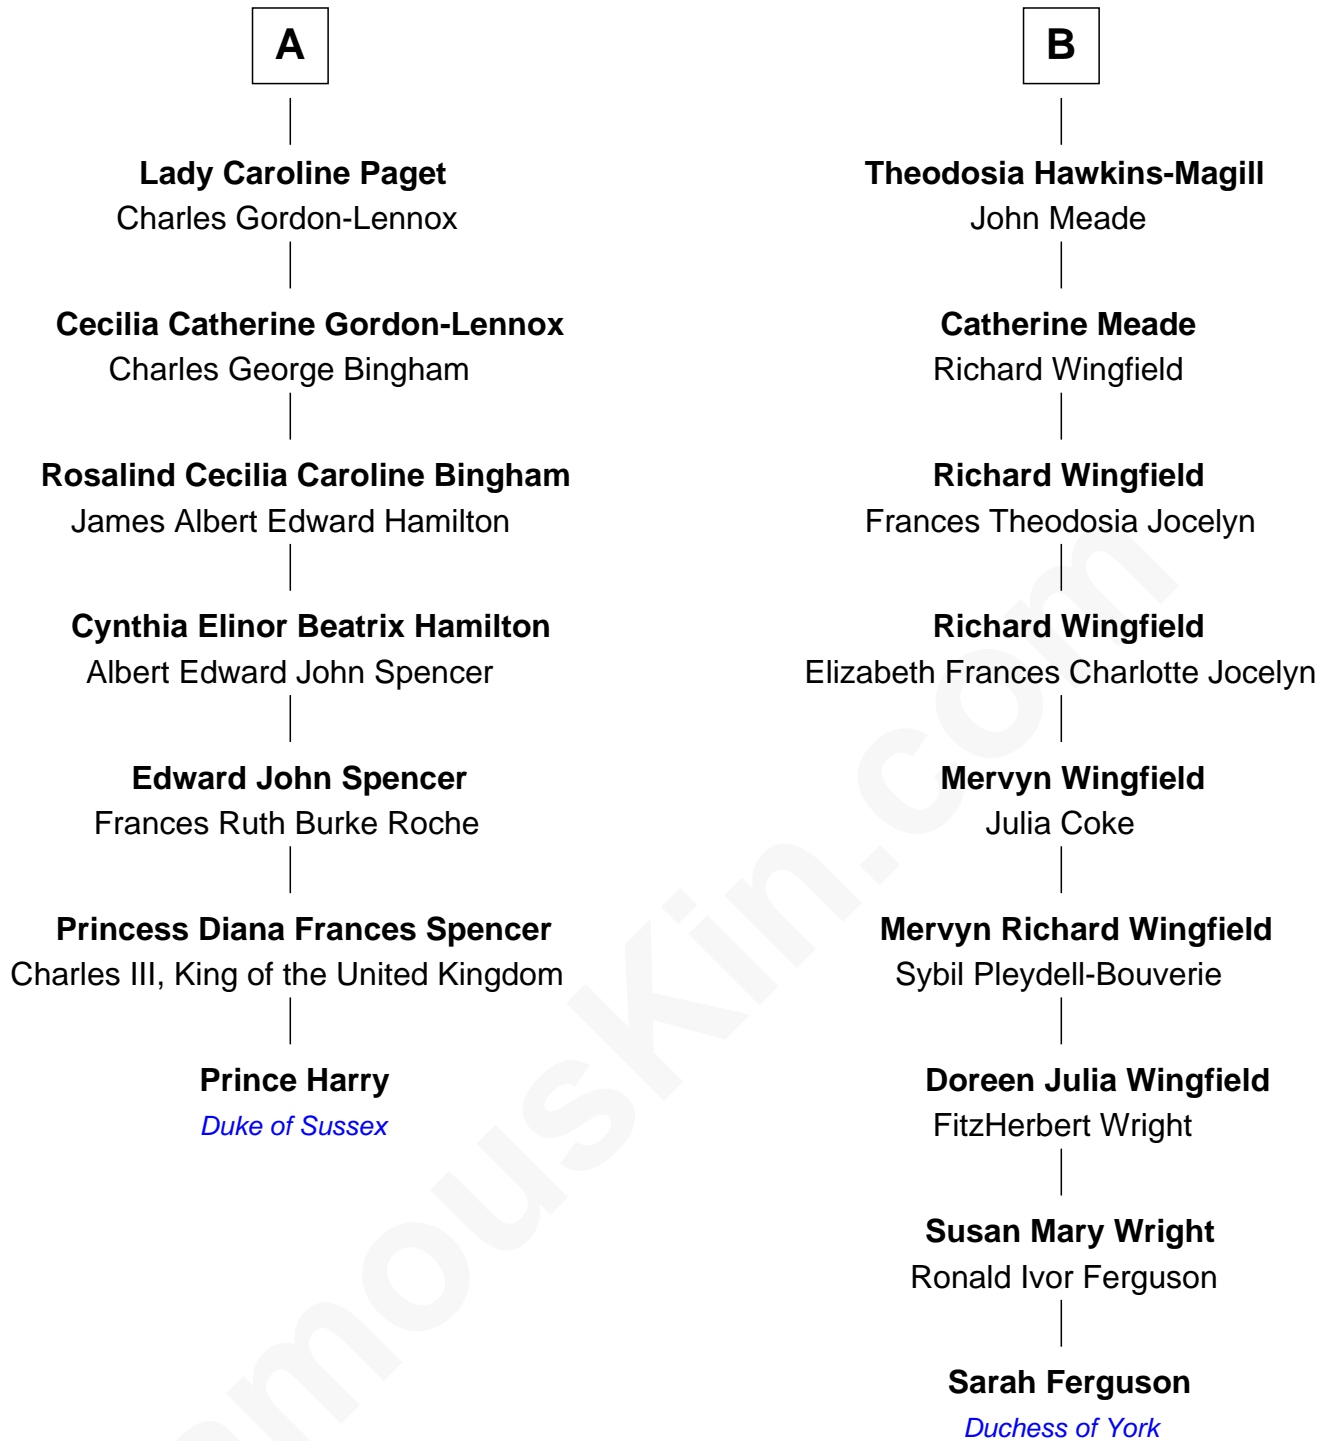 A
Lady Caroline Paget
Charles Gordon-Lennox
Cecilia Catherine Gordon-Lennox
Charles George Bingham
Rosalind Cecilia Caroline Bingham
James Albert Edward Hamilton
Cynthia Elinor Beatrix Hamilton
Albert Edward John Spencer
Edward John Spencer
Frances Ruth Burke Roche
Princess Diana Frances Spencer
Charles III, King of the United Kingdom
Prince Harry
Duke of Sussex
B
Theodosia Hawkins-Magill
John Meade
Catherine Meade
Richard Wingfield
Richard Wingfield
Frances Theodosia Jocelyn
Richard Wingfield
Elizabeth Frances Charlotte Jocelyn
Mervyn Wingfield
Julia Coke
Mervyn Richard Wingfield
Sybil Pleydell-Bouverie
Doreen Julia Wingfield
FitzHerbert Wright
Susan Mary Wright
Ronald Ivor Ferguson
Sarah Ferguson
Duchess of York
amouskin.com